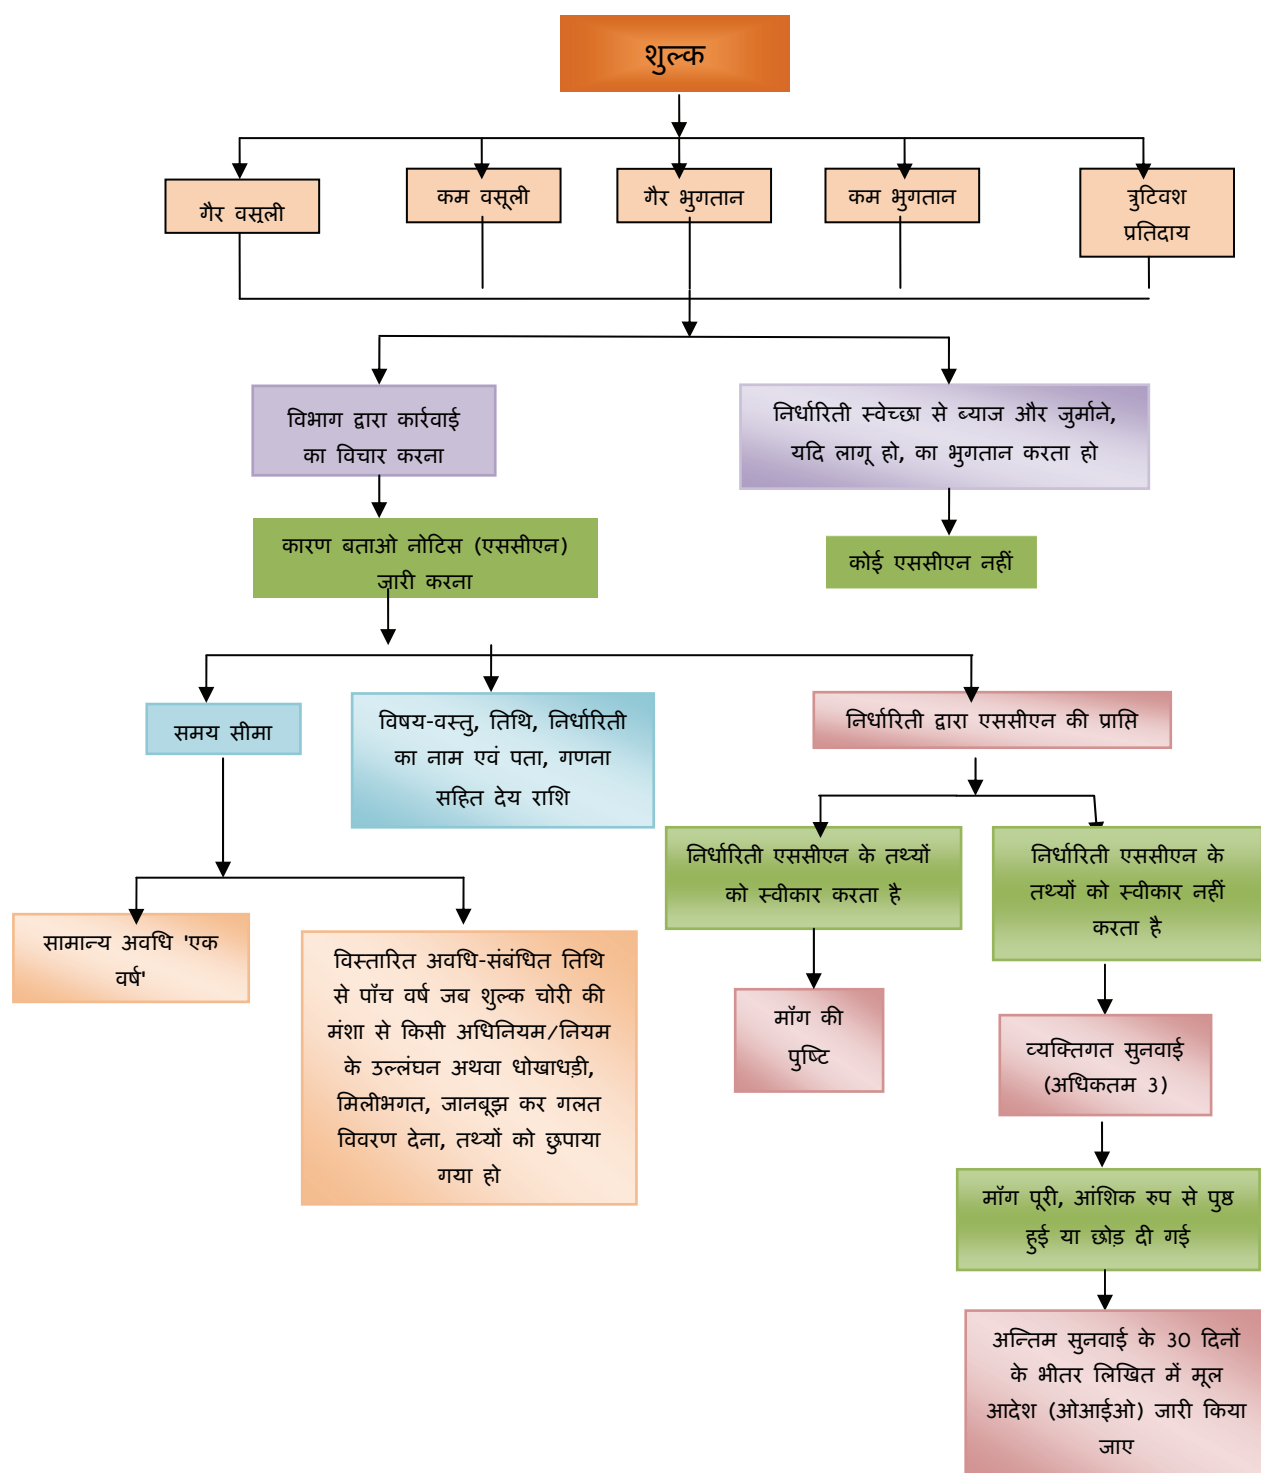 शुल्क
गैर वसूली
कम वसूली
गैर भुगतान
कम भुगतान
त्रुटिवश
प्रतिदाय
विभाग द्वारा कार्रवाई
का विचार करना
निर्धारिती स्वेच्छा से ब्याज और जुर्माने,
यदि लागू हो, का भुगतान करता हो
कारण बताओ नोटिस (एससीएन)
जारी करना
कोई एससीएन नहीं
समय सीमा
विषय-वस्तु, तिथि, निर्धारिती
का नाम एवं पता, गणना
सहित देय राशि
निर्धारिती द्वारा एससीएन की प्राप्ति
निर्धारिती एससीएन के तथ्यों
को स्वीकार करता है
निर्धारिती एससीएन के
तथ्यों को स्वीकार नहीं
करता है
सामान्य अवधि 'एक
वर्ष'
विस्तारित अवधि-संबंधित तिथि
से पॉच वर्ष जब शुल्क चोरी की
मंशा से किसी अधिनियम/नियम
के उल्लंघन अथवा धोखाधड़ी,
मिलीभगत, जानबूझ कर गलत
विवरण देना, तथ्यों को छुपाया
गया हो
मॉग की
पुष्टि
व्यक्तिगत सुनवाई
(अधिकतम 3)
मॉग पूरी, आंशिक रुप से पुष्ठ
हुई या छोड़ दी गई
अन्तिम सुनवाई के 30 दिनों
के भीतर लिखित में मूल
आदेश (ओआईओ) जारी किया
जाए